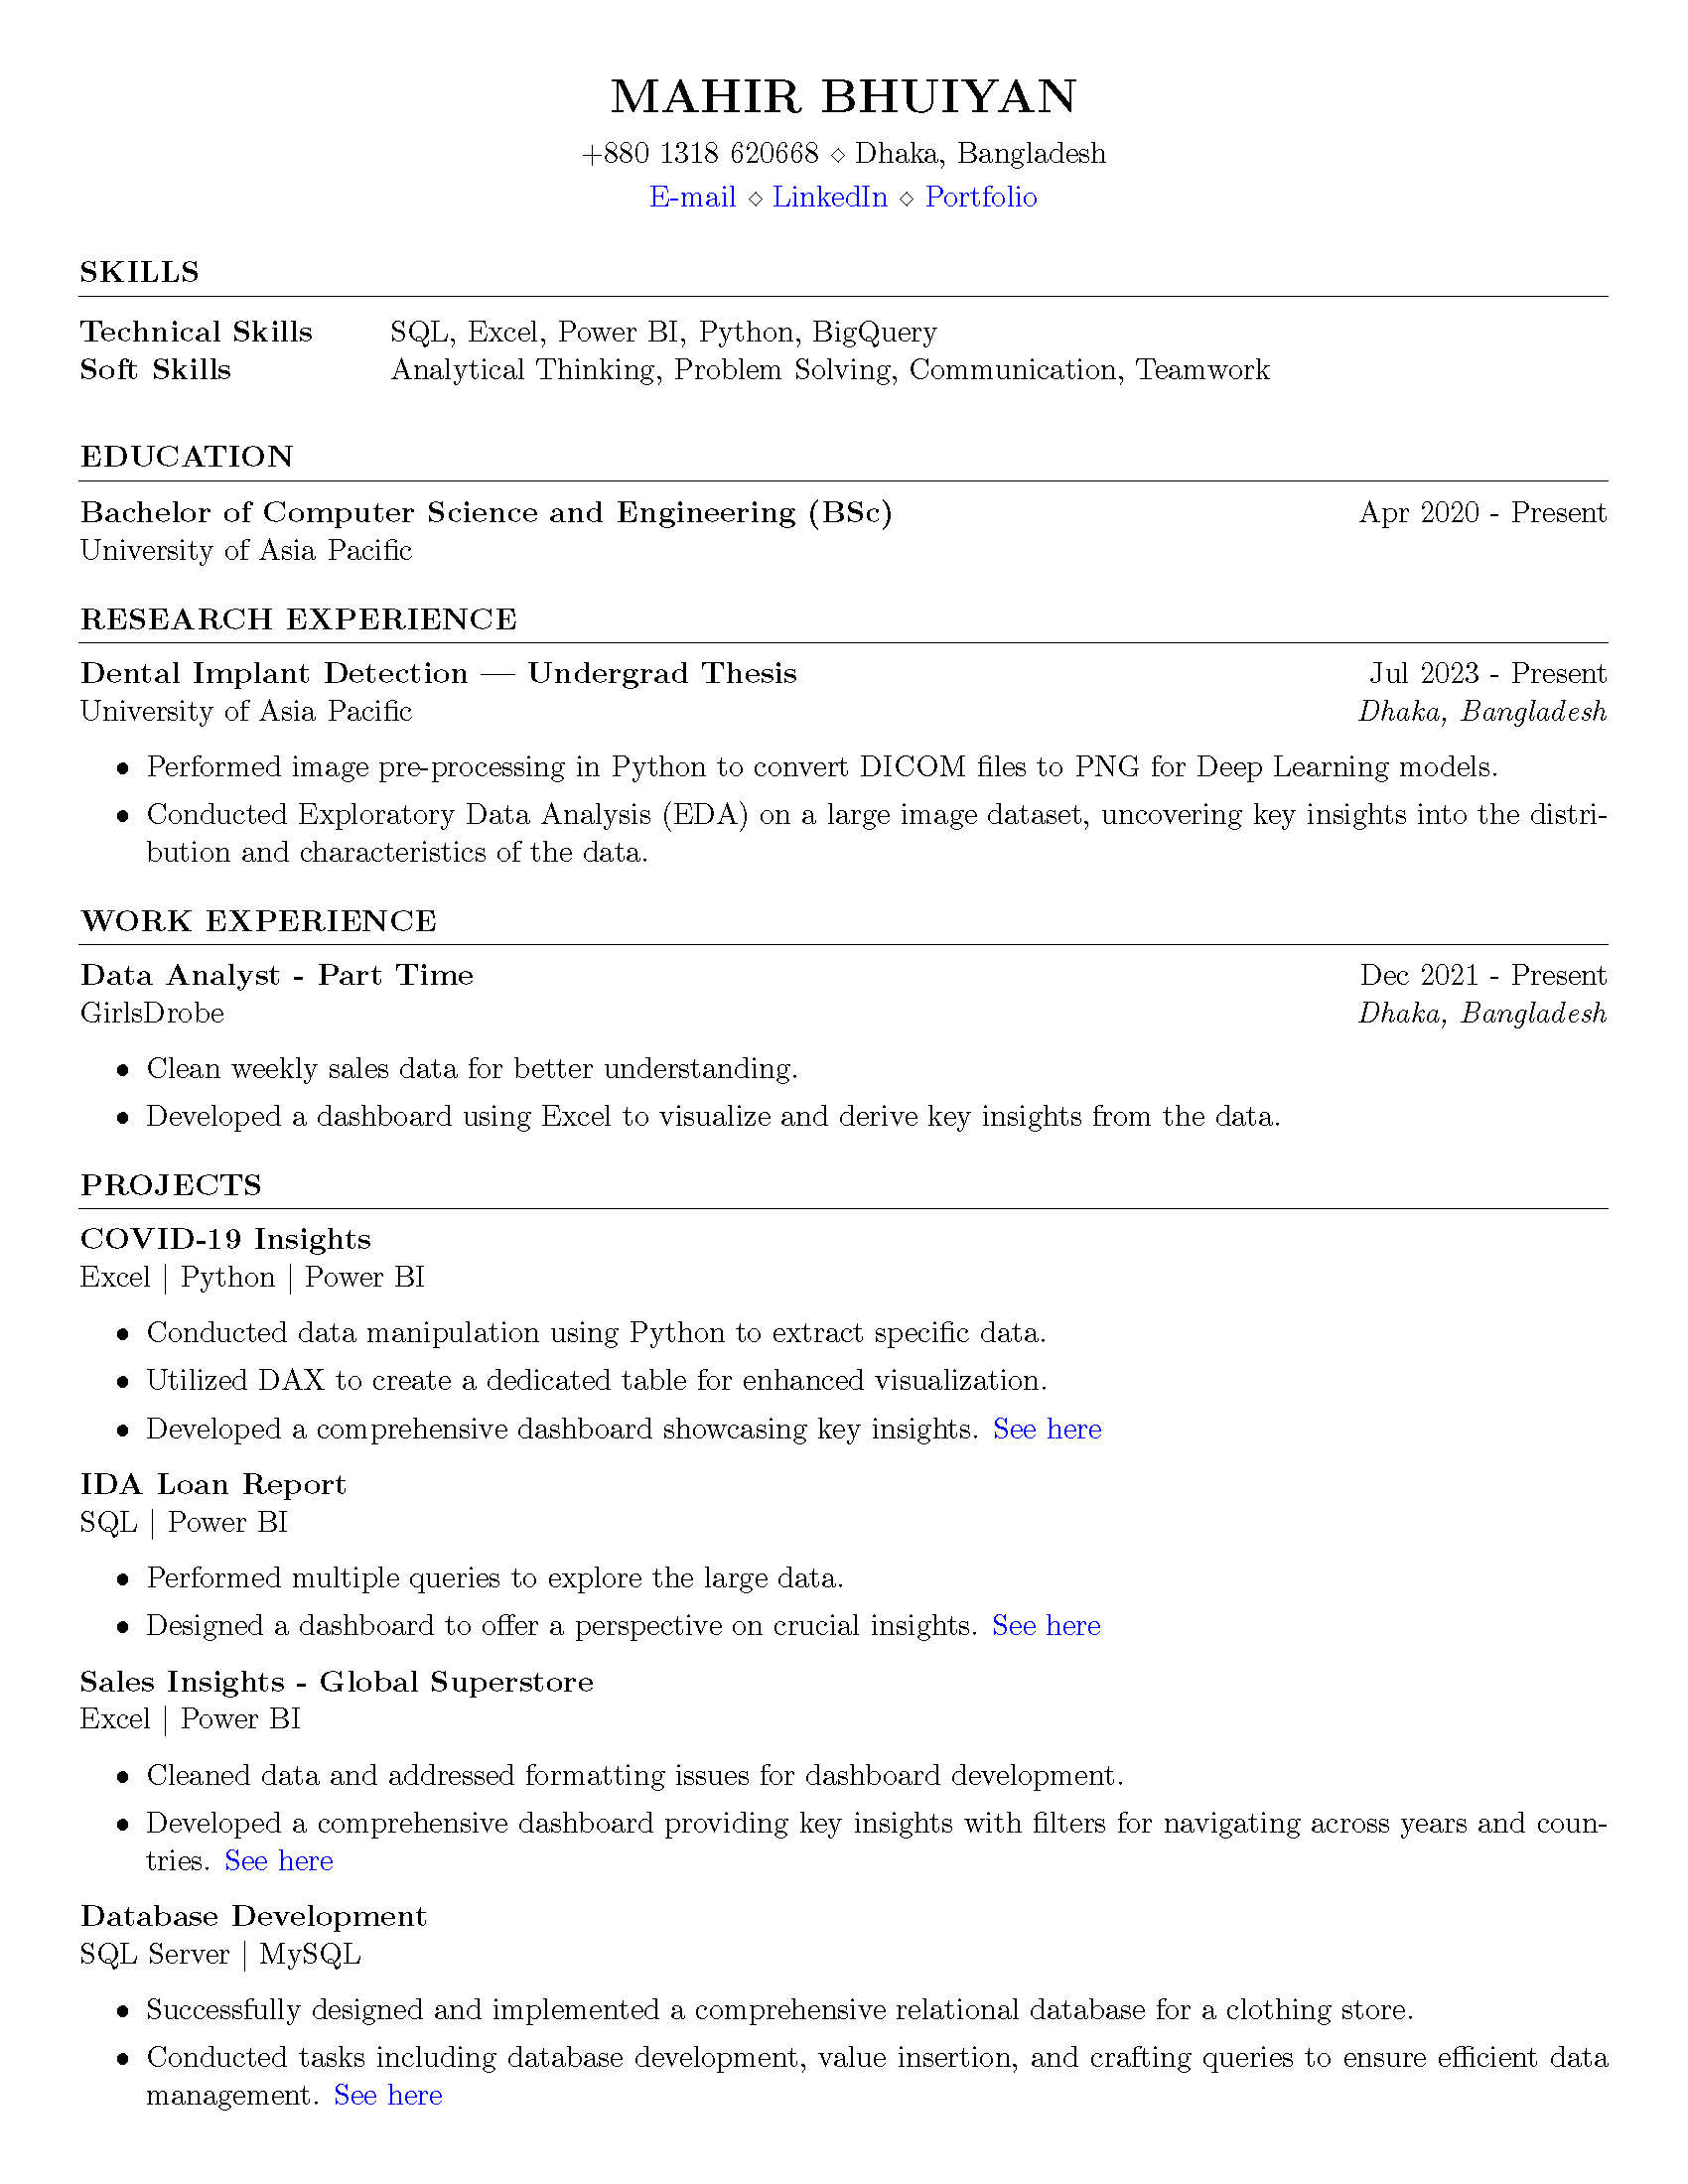 MAHIR BHUIYAN
+880 1318 620668 ⋄ Dhaka, Bangladesh
E-mail ⋄ LinkedIn ⋄ Portfolio
SKILLS
Technical Skills SQL, Excel, Power BI, Python, BigQuery
Soft Skills Analytical Thinking, Problem Solving, Communication, Teamwork
EDUCATION
Bachelor of Computer Science and Engineering (BSc) Apr 2020 - Present
University of Asia Pacific
RESEARCH EXPERIENCE
Dental Implant Detection — Undergrad Thesis Jul 2023 - Present
University of Asia Pacific Dhaka, Bangladesh
• Performed image pre-processing in Python to convert DICOM files to PNG for Deep Learning models.
• Conducted Exploratory Data Analysis (EDA) on a large image dataset, uncovering key insights into the distri-
bution and characteristics of the data.
WORK EXPERIENCE
Data Analyst - Part Time Dec 2021 - Present
GirlsDrobe Dhaka, Bangladesh
• Clean weekly sales data for better understanding.
• Developed a dashboard using Excel to visualize and derive key insights from the data.
PROJECTS
COVID-19 Insights
Excel | Python | Power BI
• Conducted data manipulation using Python to extract specific data.
• Utilized DAX to create a dedicated table for enhanced visualization.
• Developed a comprehensive dashboard showcasing key insights. See here
IDA Loan Report
SQL | Power BI
• Performed multiple queries to explore the large data.
• Designed a dashboard to offer a perspective on crucial insights. See here
Sales Insights - Global Superstore
Excel | Power BI
• Cleaned data and addressed formatting issues for dashboard development.
• Developed a comprehensive dashboard providing key insights with filters for navigating across years and coun-
tries. See here
Database Development
SQL Server | MySQL
• Successfully designed and implemented a comprehensive relational database for a clothing store.
• Conducted tasks including database development, value insertion, and crafting queries to ensure efficient data
management. See here